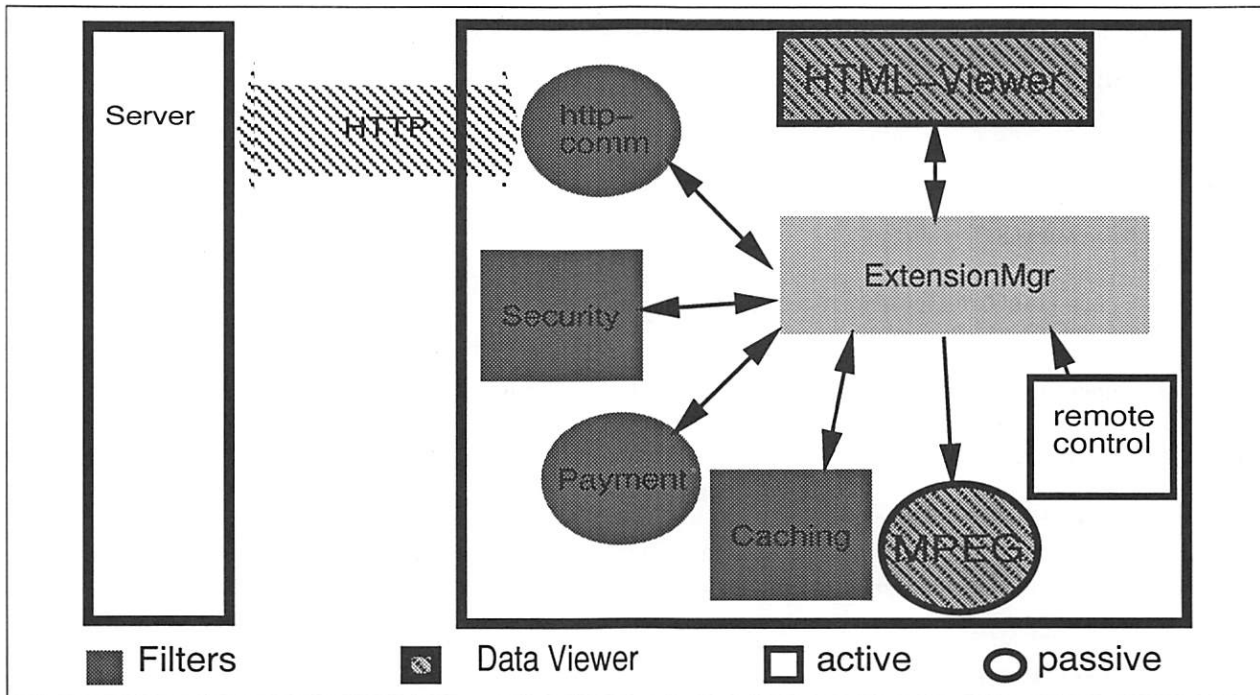 Server
HTTP
http-
comm
HTML-Viewer
ExtensionMgr
Security
remote
control
Payment
Caching
MPEG
Filters
Data Viewer
active
passive